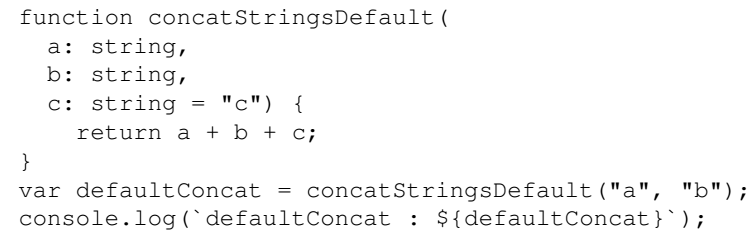 function concatStringsDefault(
  a: string,
  b: string,
  c: string = "c") {
    return a + b + c;
}
var defaultConcat = concatStringsDefault("a", "b");
console.log(`defaultConcat : ${defaultConcat}`);